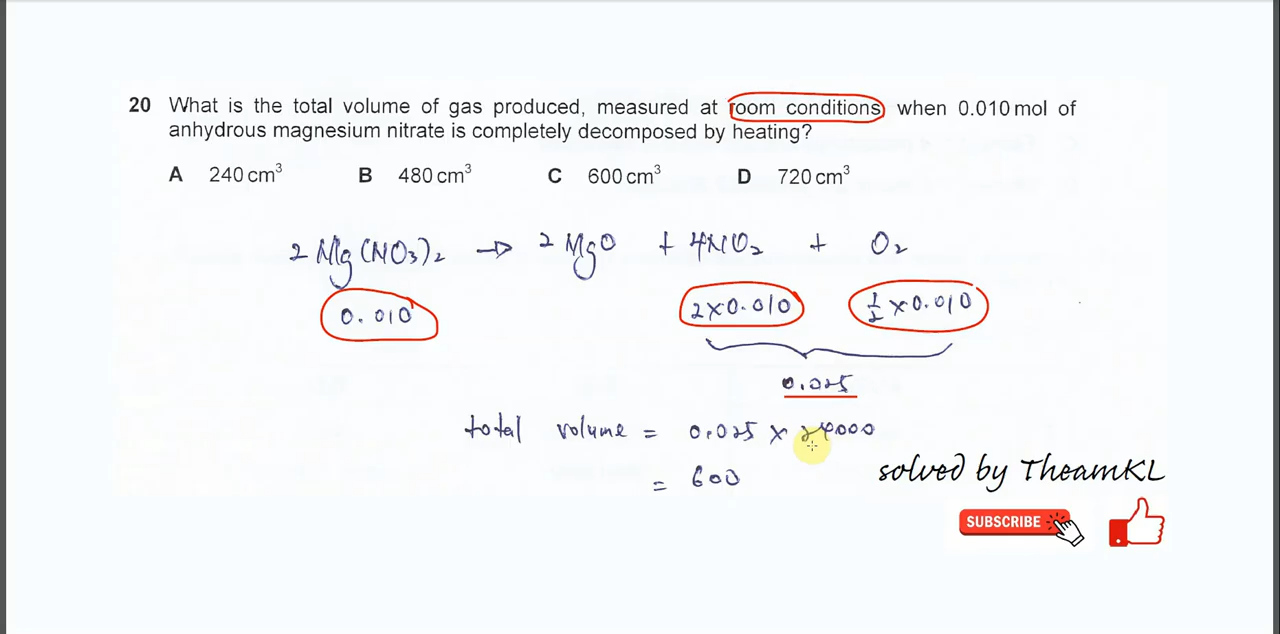 20 What is the total volume of gas produced, measured at room conditions when 0.010 mol of
anhydrous magnesium nitrate is completely decomposed by heating?
A 240 cm³ B 480 cm³ C 600 cm³ D 720 cm³
2 Mg(NO₃)₂ → 2 MgO + 4NO₂ + O₂
0.010 2×0.010 ½ × 0.010
0.025
total volume = 0.025 × 24000
= 600
solved by TheamKL
SUBSCRIBE